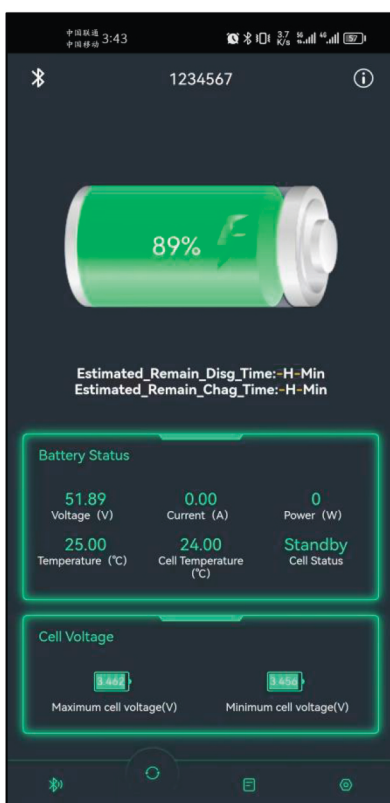 中国联通
中国移动 3:43
3.7 K/s 5G 4G 57
1234567
89%
Estimated_Remain_Disg_Time:-H-Min
Estimated_Remain_Chag_Time:-H-Min
Battery Status
51.89 0.00 0
Voltage (V) Current (A) Power (W)
25.00 24.00 Standby
Temperature (℃) Cell Temperature (℃) Cell Status
Cell Voltage
3.462 3.456
Maximum cell voltage(V) Minimum cell voltage(V)